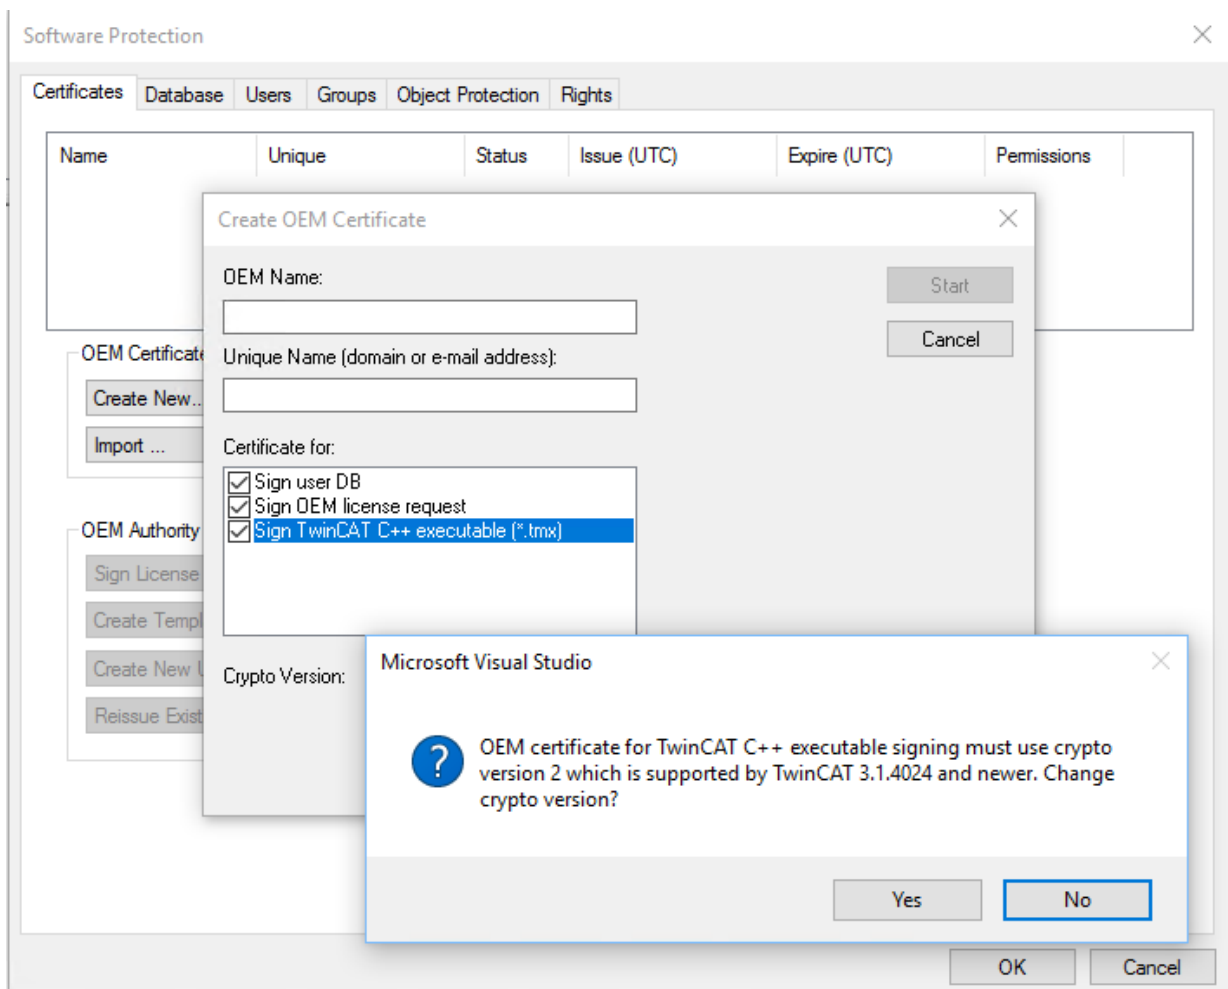 Software Protection
Certificates Database Users Groups Object Protection Rights
Name Unique Status Issue (UTC) Expire (UTC) Permissions
Create OEM Certificate
OEM Name:
Start
Cancel
Unique Name (domain or e-mail address):
OEM Certificate
Create New...
Import ...
Certificate for:
Sign user DB
Sign OEM license request
Sign TwinCAT C++ executable (*.tmx)
OEM Authority
Sign License
Create Templ
Create New U
Reissue Exist
Crypto Version:
Microsoft Visual Studio
OEM certificate for TwinCAT C++ executable signing must use crypto
version 2 which is supported by TwinCAT 3.1.4024 and newer. Change
crypto version?
Yes No
OK Cancel